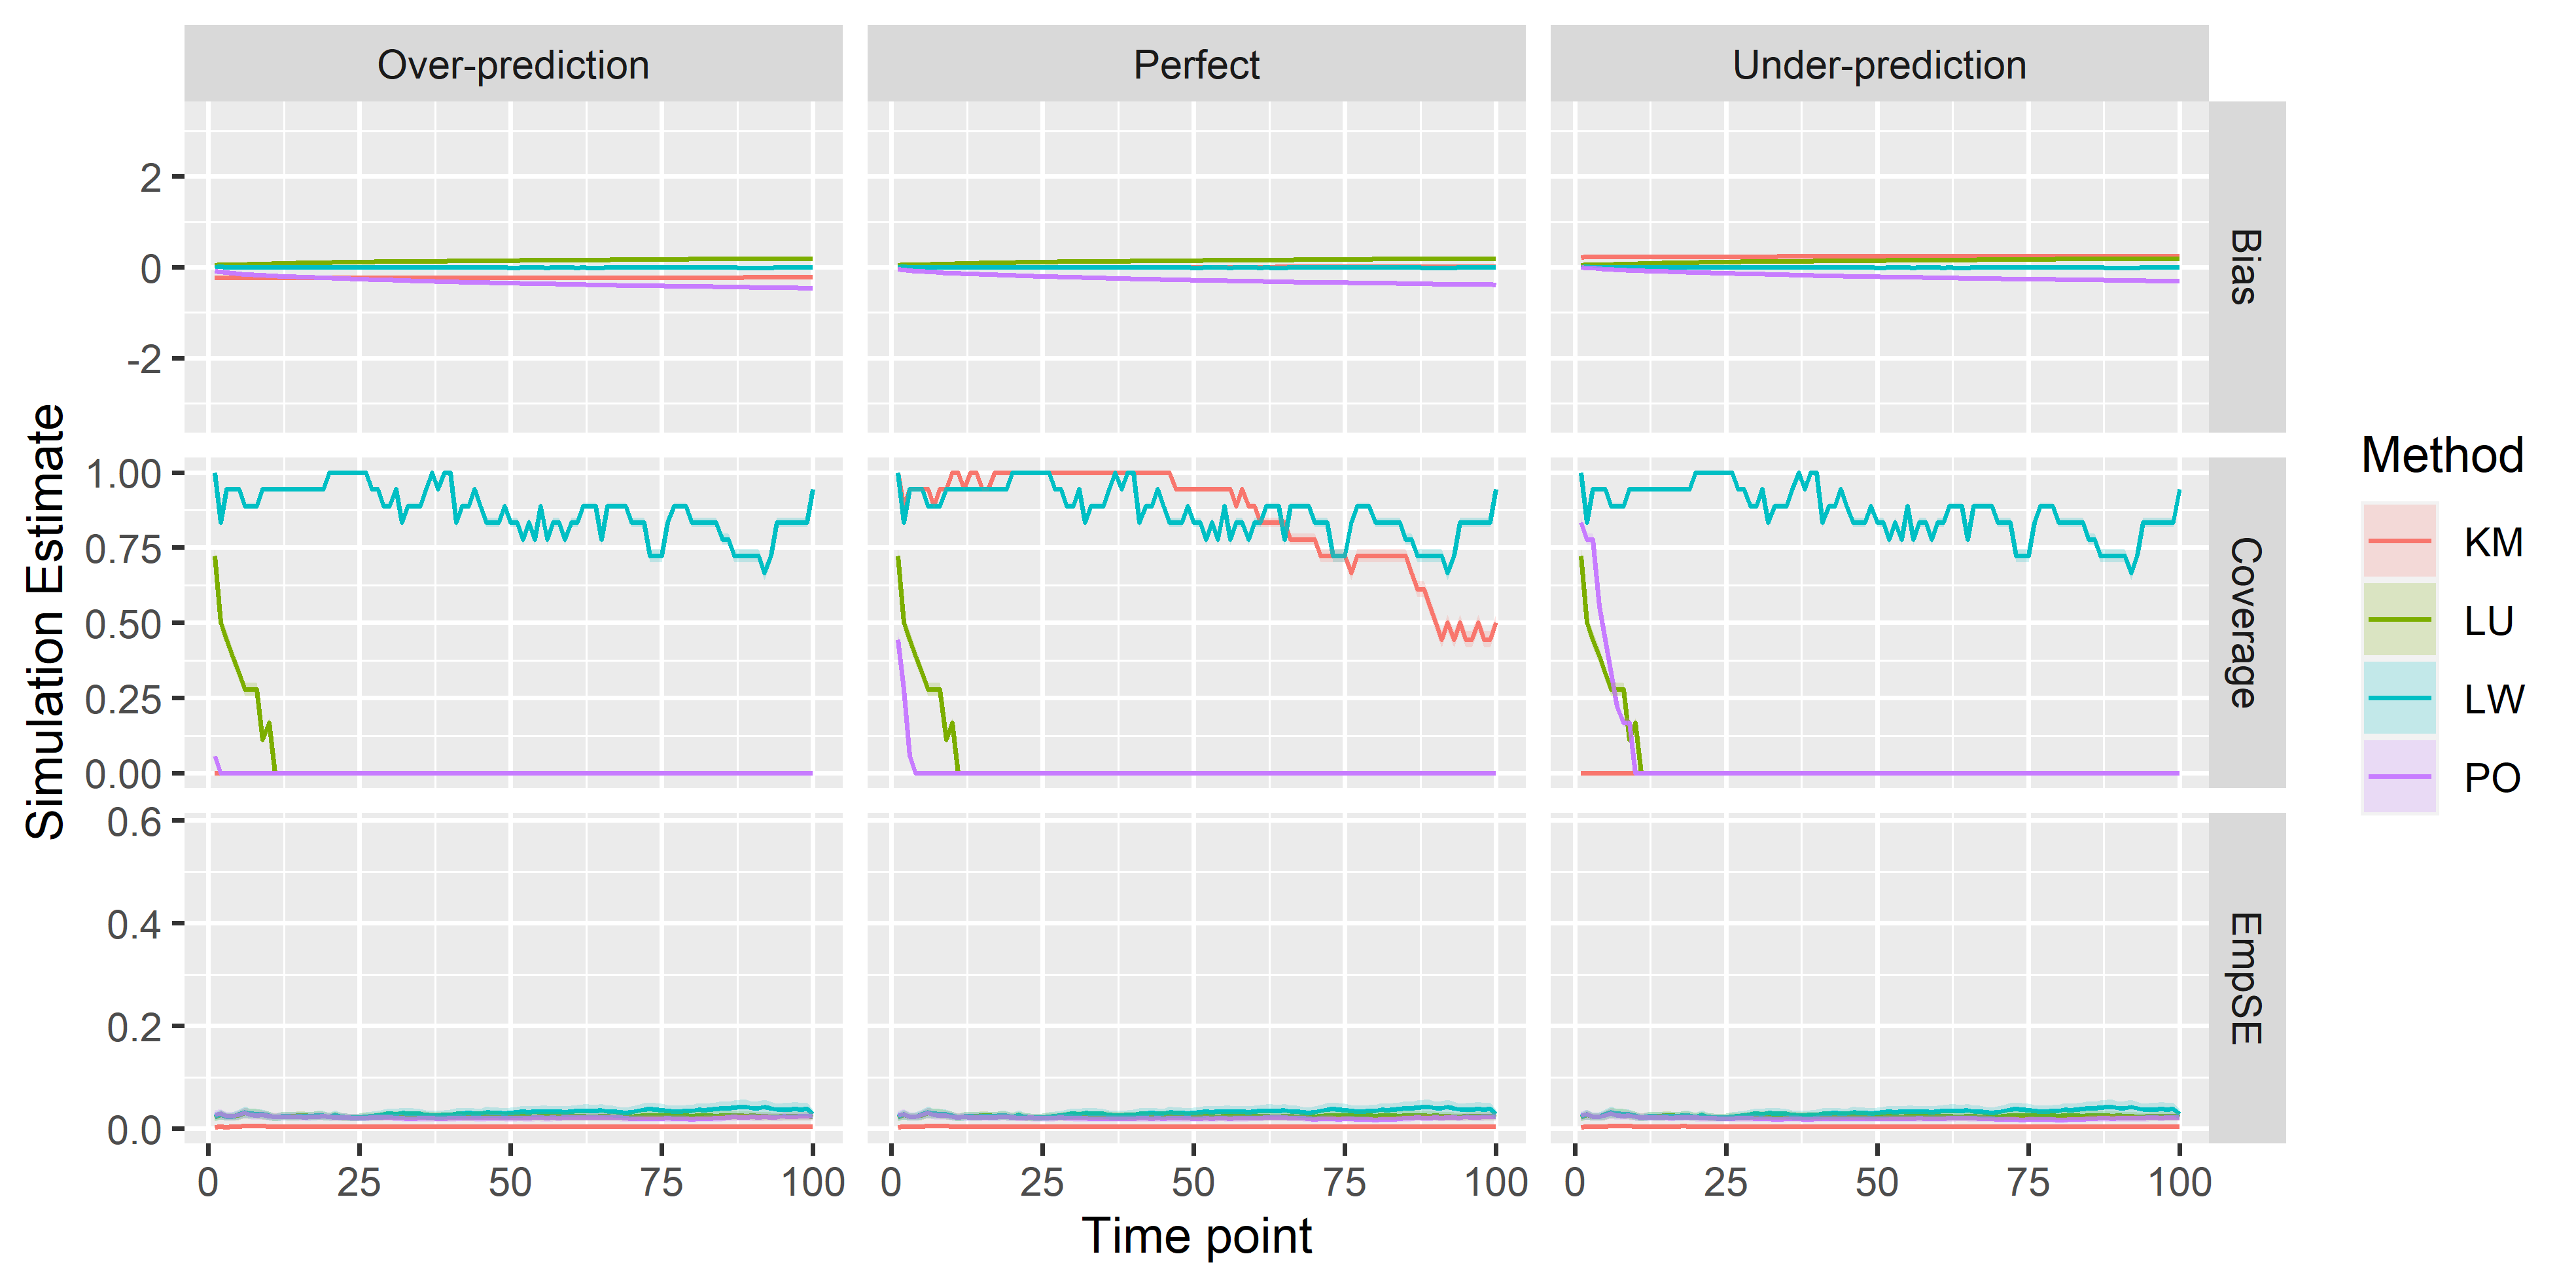 Over-prediction Perfect Under-prediction
2
0
-2
Bias
Simulation Estimate
1.00
0.75
0.50
0.25
0.00
Coverage
0.6
0.4
0.2
0.0
EmpSE
0 25 50 75 100 0 25 50 75 100 0 25 50 75 100
Time point
Method
KM
LU
LW
PO